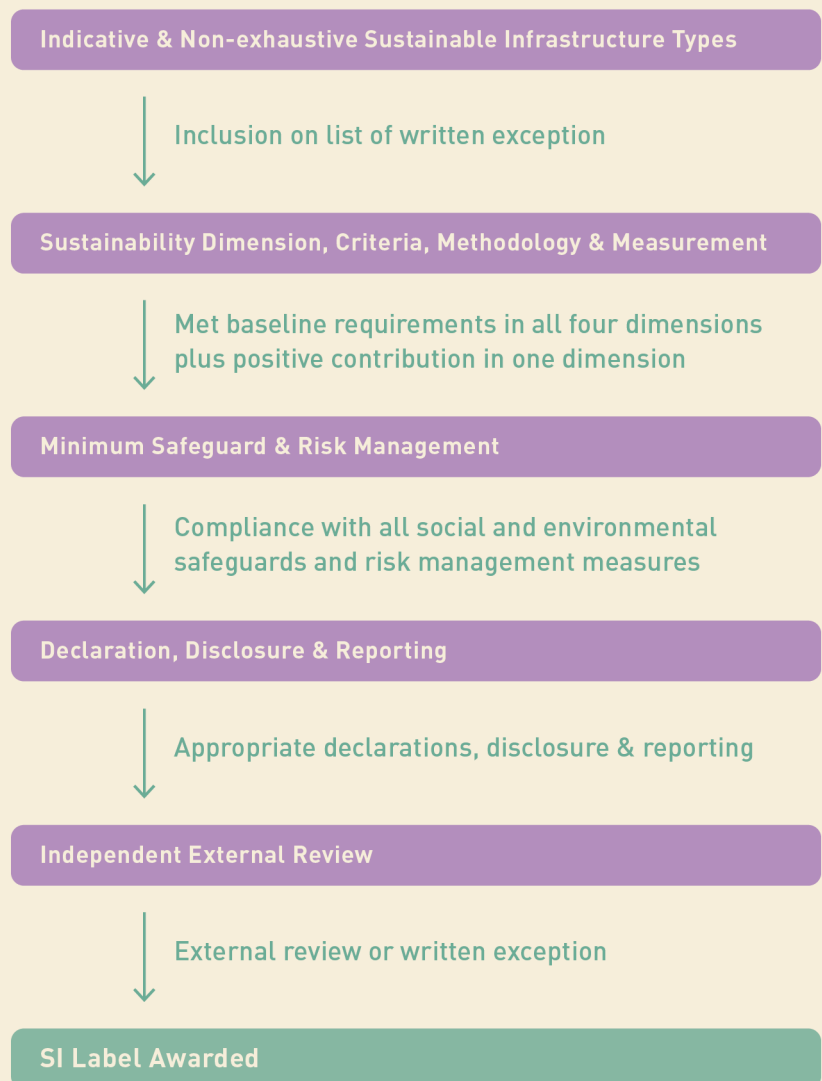 Indicative & Non-exhaustive Sustainable Infrastructure Types
Inclusion on list of written exception
Sustainability Dimension, Criteria, Methodology & Measurement
Met baseline requirements in all four dimensions
plus positive contribution in one dimension
Minimum Safeguard & Risk Management
Compliance with all social and environmental
safeguards and risk management measures
Declaration, Disclosure & Reporting
Appropriate declarations, disclosure & reporting
Independent External Review
External review or written exception
SI Label Awarded